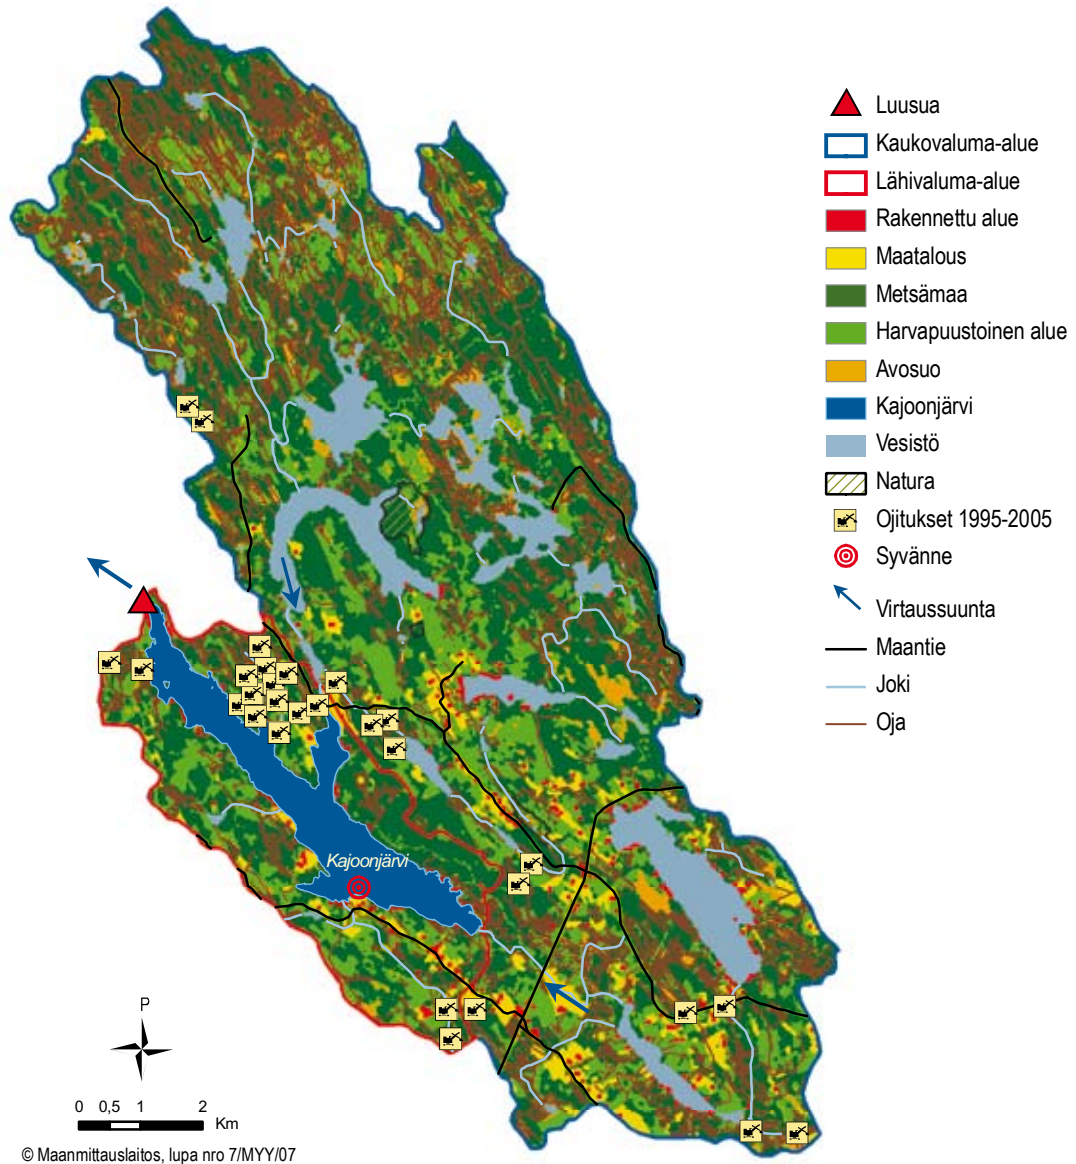 Luusua
Kaukovaluma-alue
Lähivaluma-alue
Rakennettu alue
Maatalous
Metsämaa
Harvapuustoinen alue
Avosuo
Kajoonjärvi
Vesistö
Natura
Ojitukset 1995-2005
Syvänne
Virtaussuunta
Maantie
Joki
Oja
Kajoonjärvi
P
0 0,5 1 2
Km
© Maanmittauslaitos, lupa nro 7/MYY/07